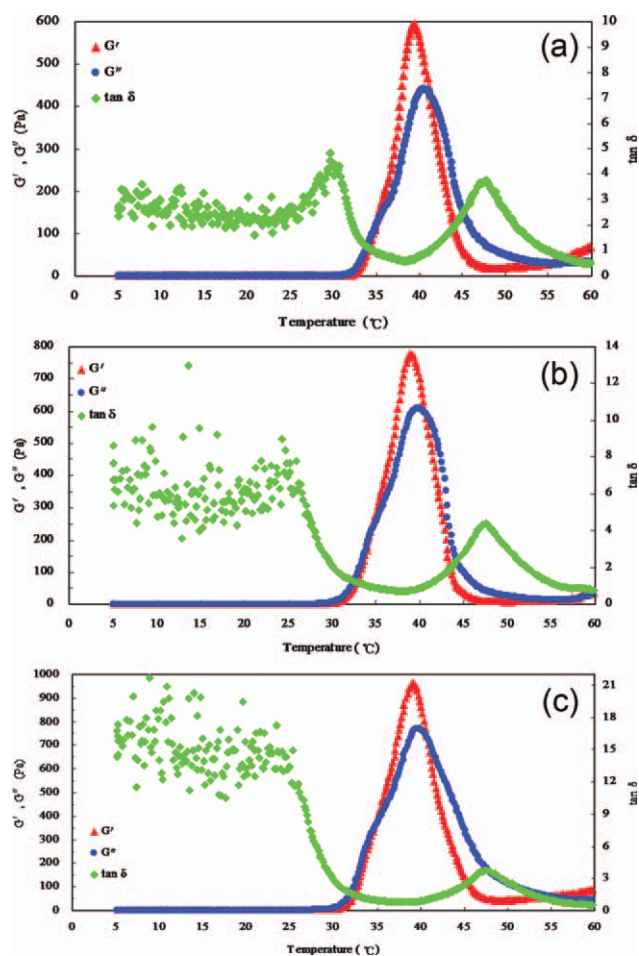 (a)
600 10
9
500
8
G'
G"
tan δ
7
400
6
300 5
4
200
3
2
100
1
0 0
0 5 10 15 20 25 30 35 40 45 50 55 60
G', G" (Pa)
tan δ
Temperature (℃)
(b)
800 14
700
12
G'
G"
tan δ
600
10
500
8
400
6
300
4
200
100
2
0 0
0 5 10 15 20 25 30 35 40 45 50 55 60
G', G" (Pa)
tan δ
Temperature (℃)
(c)
1000
21
900
800
18
700
15
600
12
500
400
9
300
G'
G"
tan δ
6
200
3
100
0 0
0 5 10 15 20 25 30 35 40 45 50 55 60
G', G" (Pa)
tan δ
Temperature (℃)